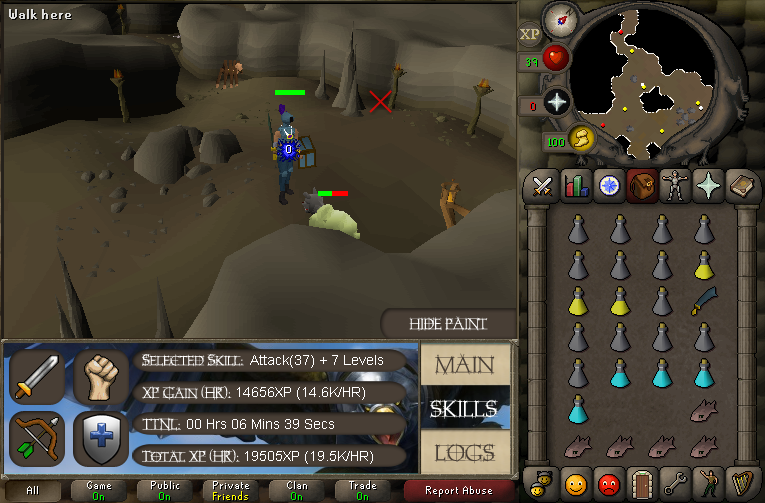 Walk here
XP
39
0
0
100
HIDE PAINT
SELECTED SKILL: Attack(37) + 7 Levels
MAIN
XP GAIN (HR): 14656XP (14.6K/HR)
SKILLS
TTNL: 00 Hrs 06 Mins 39 Secs
LOGS
TOTAL XP (HR): 19505XP (19.5K/HR)
All
Game
On
Public
On
Private
Friends
Clan
On
Trade
On
Report Abuse